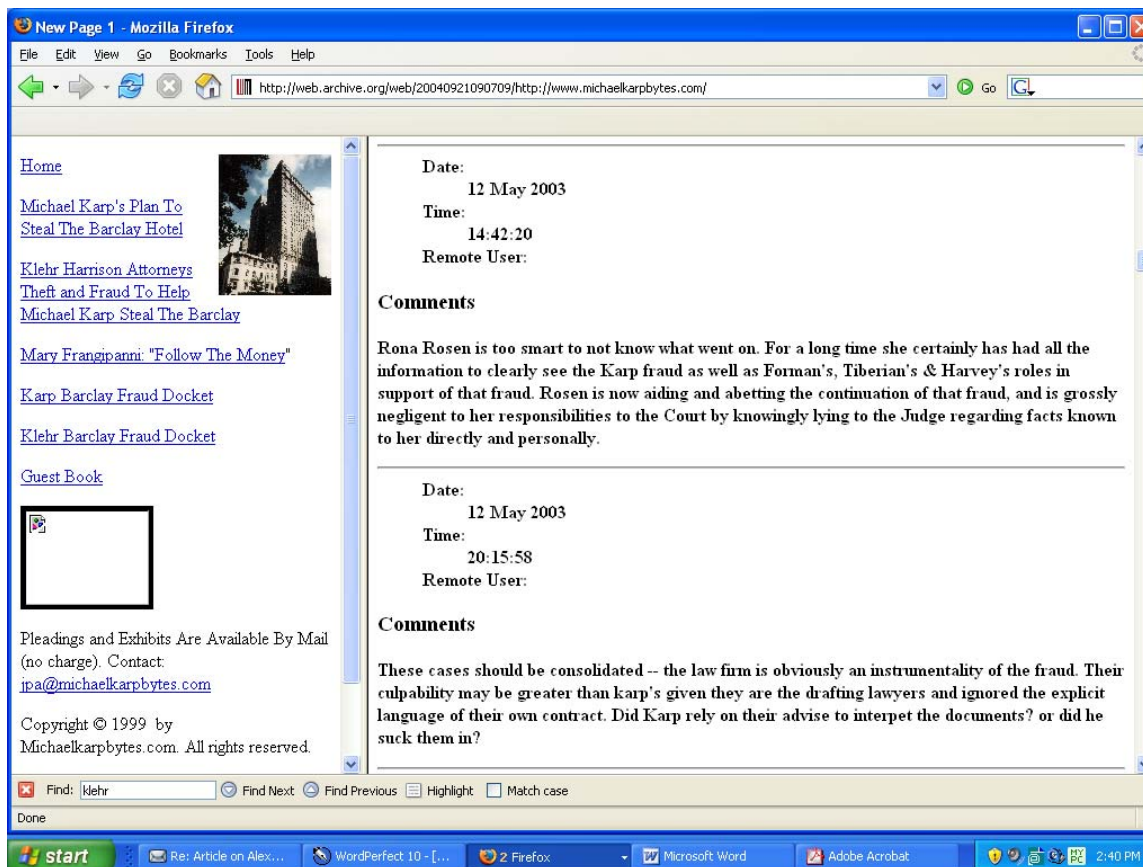 New Page 1 - Mozilla Firefox
File Edit View Go Bookmarks Tools Help
http://web.archive.org/web/20040921090709/http://www.michaelkarpbytes.com/
Go
Home
Michael Karp's Plan To
Steal The Barclay Hotel
Klehr Harrison Attorneys
Theft and Fraud To Help
Michael Karp Steal The Barclay
Mary Frangipanni: "Follow The Money"
Karp Barclay Fraud Docket
Klehr Barclay Fraud Docket
Guest Book
Pleadings and Exhibits Are Available By Mail
(no charge). Contact:
jpa@michaelkarpbytes.com
Copyright © 1999 by
Michaelkarpbytes.com. All rights reserved.
Date:
12 May 2003
Time:
14:42:20
Remote User:
Comments
Rona Rosen is too smart to not know what went on. For a long time she certainly has had all the
information to clearly see the Karp fraud as well as Forman's, Tiberian's & Harvey's roles in
support of that fraud. Rosen is now aiding and abetting the continuation of that fraud, and is grossly
negligent to her responsibilities to the Court by knowingly lying to the Judge regarding facts known
to her directly and personally.
Date:
12 May 2003
Time:
20:15:58
Remote User:
Comments
These cases should be consolidated -- the law firm is obviously an instrumentality of the fraud. Their
culpability may be greater than karp's given they are the drafting lawyers and ignored the explicit
language of their own contract. Did Karp rely on their advise to interpet the documents? or did he
suck them in?
Find: klehr Find Next Find Previous Highlight Match case
Done
start Re: Article on Alex... WordPerfect 10 - [... 2 Firefox Microsoft Word Adobe Acrobat 2:40 PM